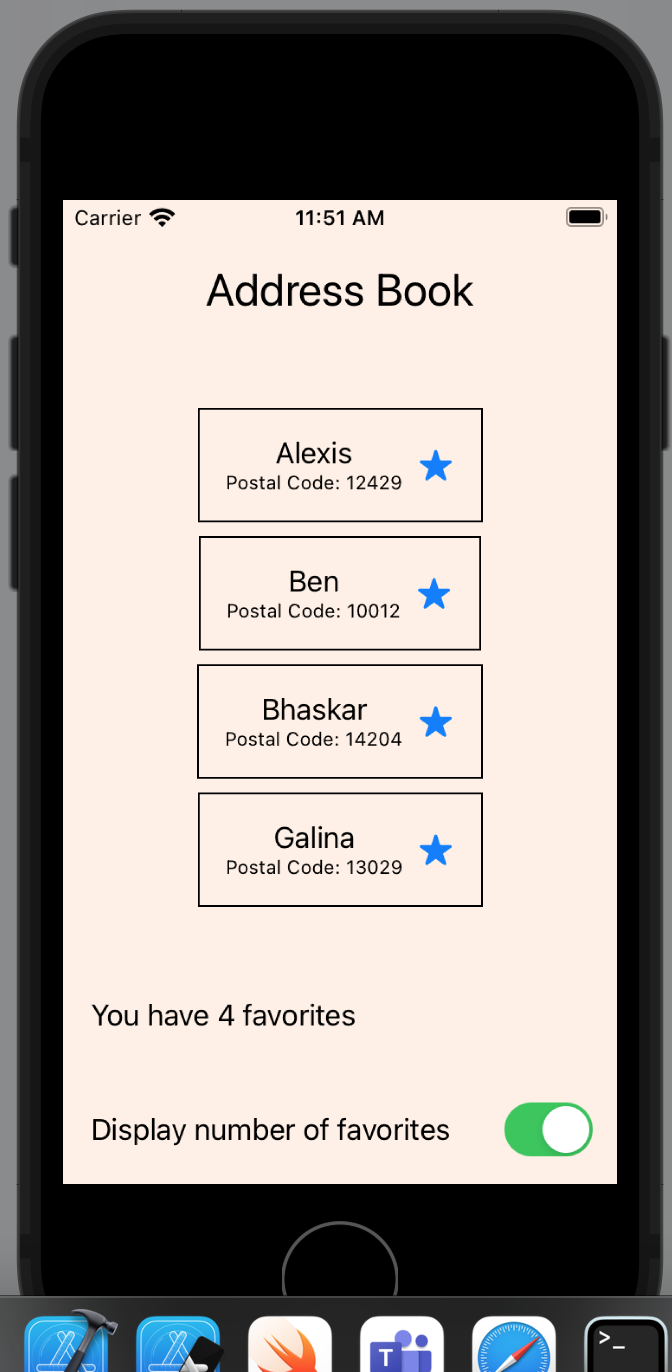 Carrier 11:51 AM
Address Book
Alexis
Postal Code: 12429
Ben
Postal Code: 10012
Bhaskar
Postal Code: 14204
Galina
Postal Code: 13029
You have 4 favorites
Display number of favorites
T
>_